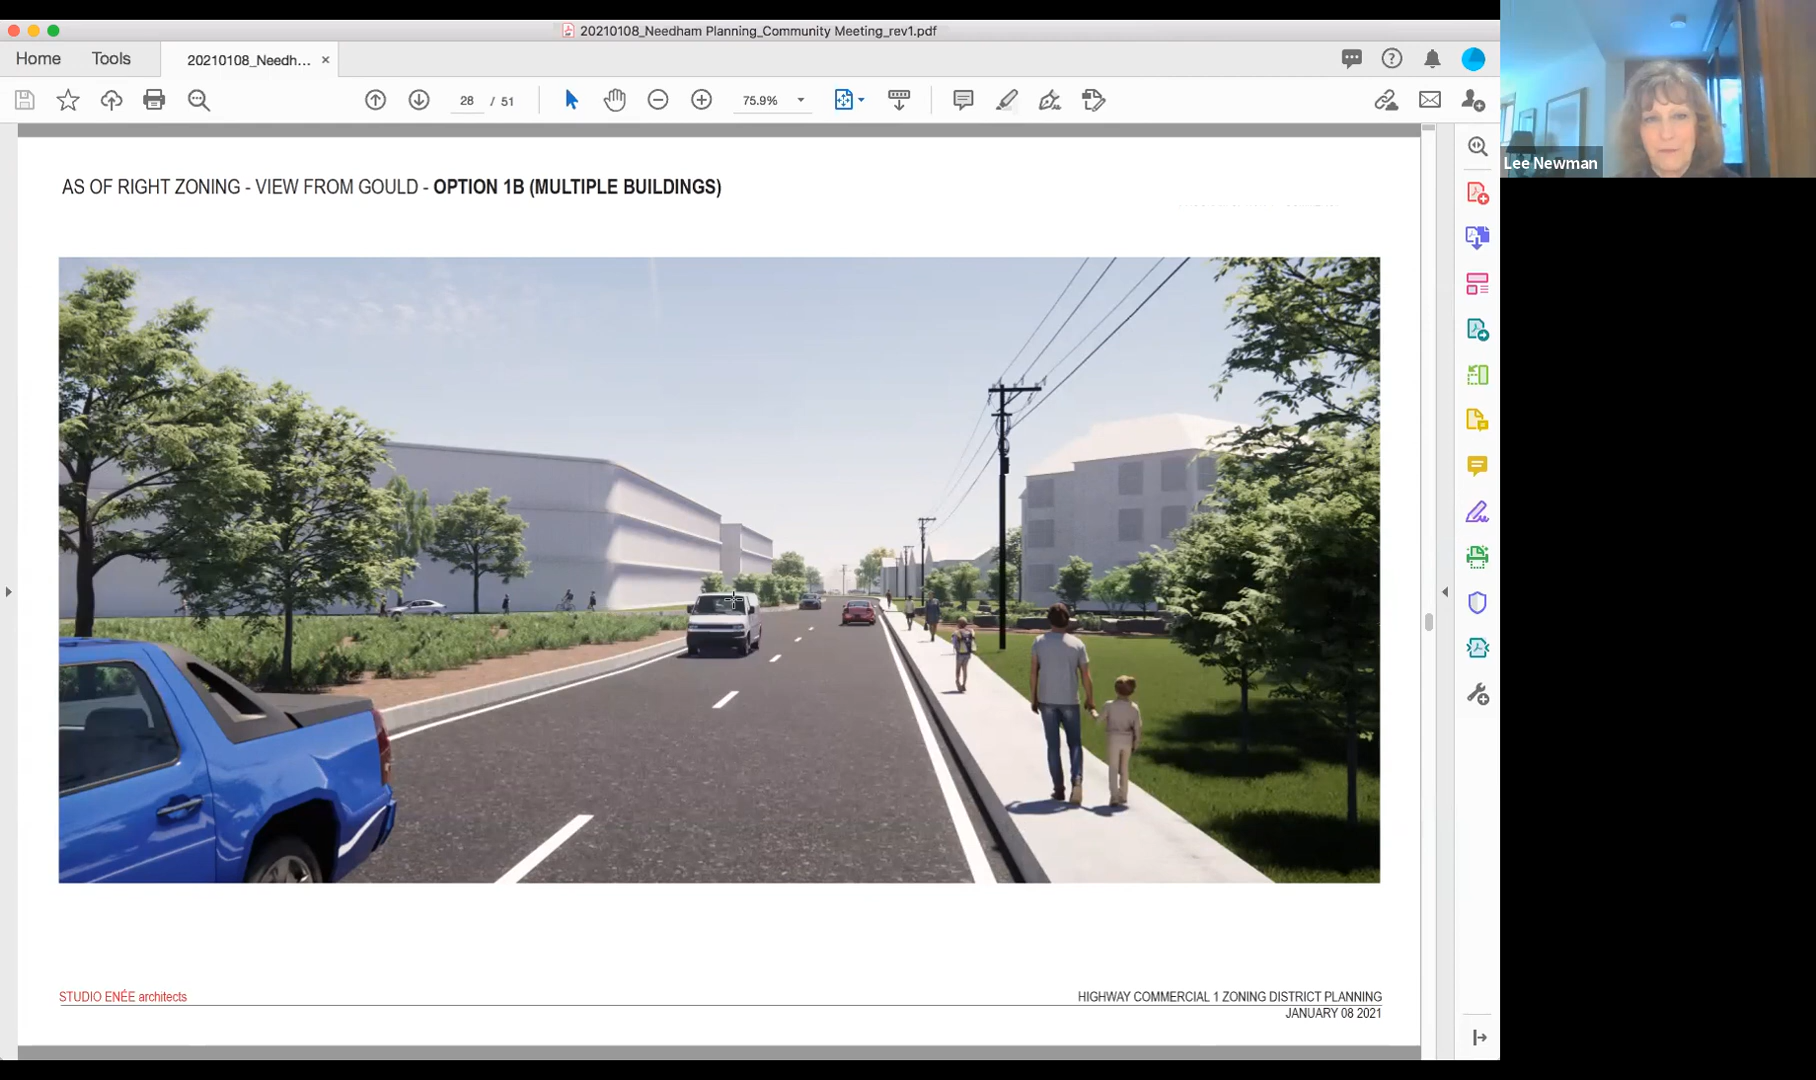 20210108_Needham Planning_Community Meeting_rev1.pdf
Home
Tools
20210108_Needh...
28 / 51
75.9%
Lee Newman
AS OF RIGHT ZONING - VIEW FROM GOULD - OPTION 1B (MULTIPLE BUILDINGS)
STUDIO ENÉE architects
HIGHWAY COMMERCIAL 1 ZONING DISTRICT PLANNING
JANUARY 08 2021